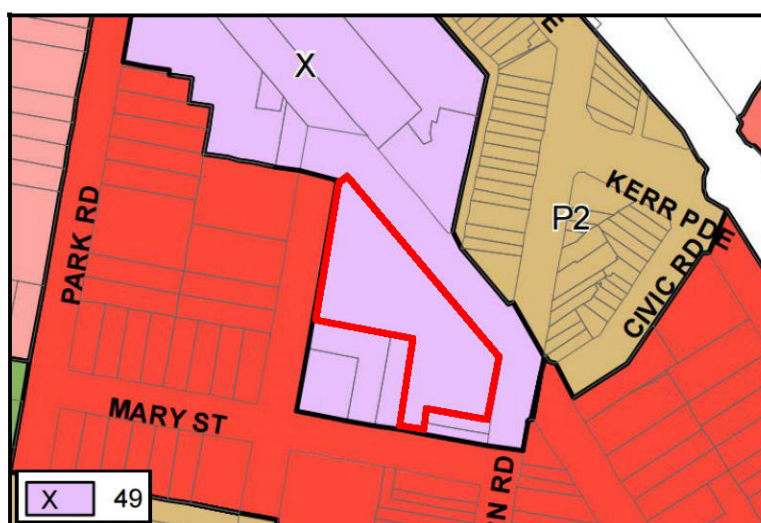 X
P2
KERR PDE
CIVIC RD
PARK RD
MARY ST
N RD
X 49